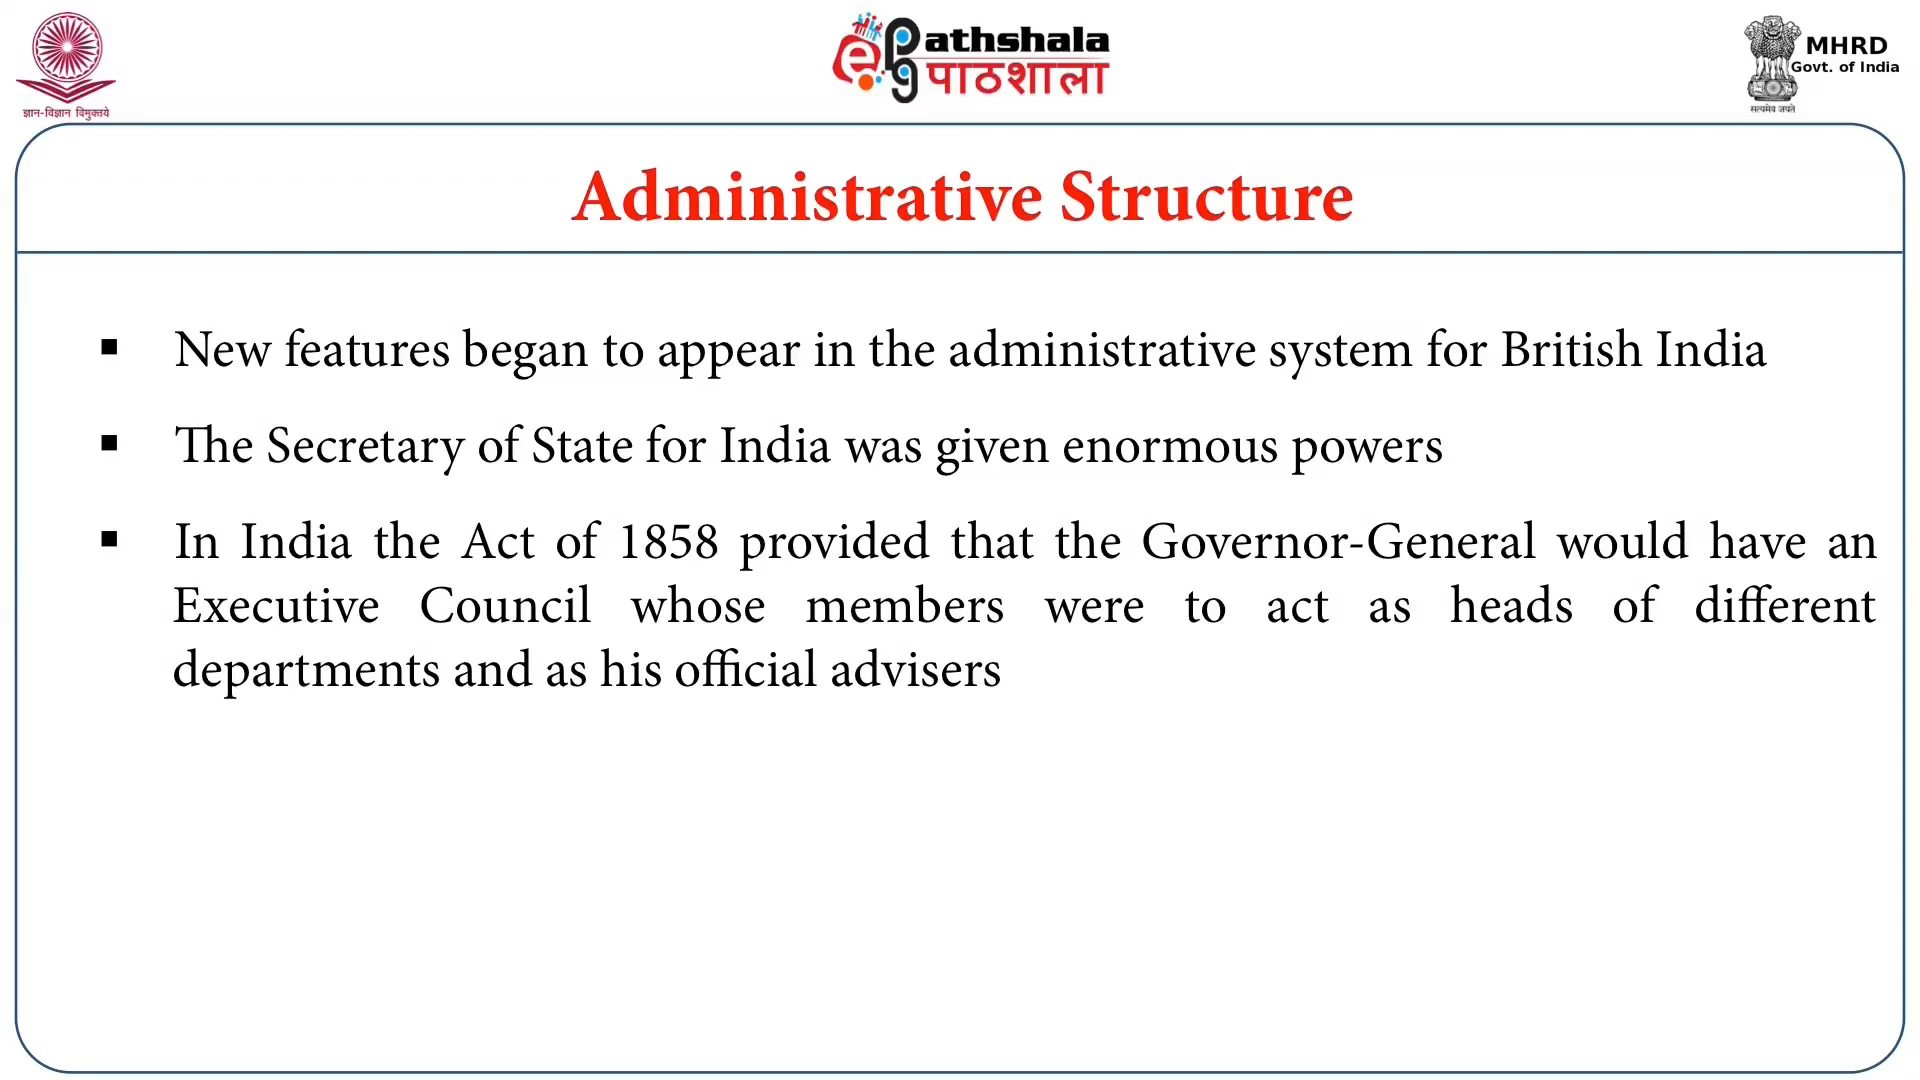 ज्ञान-विज्ञान विमुक्तये
e
pg
athshala
पाठशाला
MHRD
Govt. of India
सत्यमेव जयते
Administrative Structure
▪ New features began to appear in the administrative system for British India
▪ The Secretary of State for India was given enormous powers
▪ In India the Act of 1858 provided that the Governor-General would have an
Executive Council whose members were to act as heads of different
departments and as his official advisers